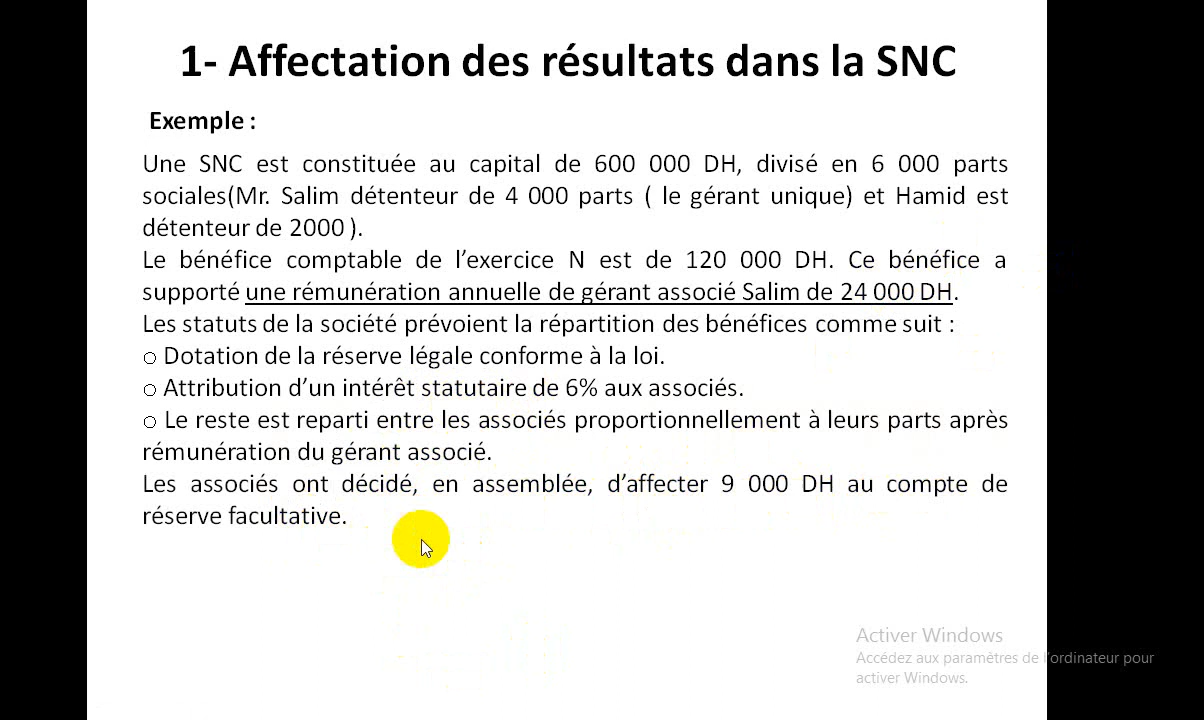 1- Affectation des résultats dans la SNC
Exemple :
Une SNC est constituée au capital de 600 000 DH, divisé en 6 000 parts
sociales(Mr. Salim détenteur de 4 000 parts ( le gérant unique) et Hamid est
détenteur de 2000 ).
Le bénéfice comptable de l’exercice N est de 120 000 DH. Ce bénéfice a
supporté une rémunération annuelle de gérant associé Salim de 24 000 DH.
Les statuts de la société prévoient la répartition des bénéfices comme suit :
o Dotation de la réserve légale conforme à la loi.
o Attribution d’un intérêt statutaire de 6% aux associés.
o Le reste est reparti entre les associés proportionnellement à leurs parts après
rémunération du gérant associé.
Les associés ont décidé, en assemblée, d’affecter 9 000 DH au compte de
réserve facultative.
Activer Windows
Accédez aux paramètres de l'ordinateur pour
activer Windows.